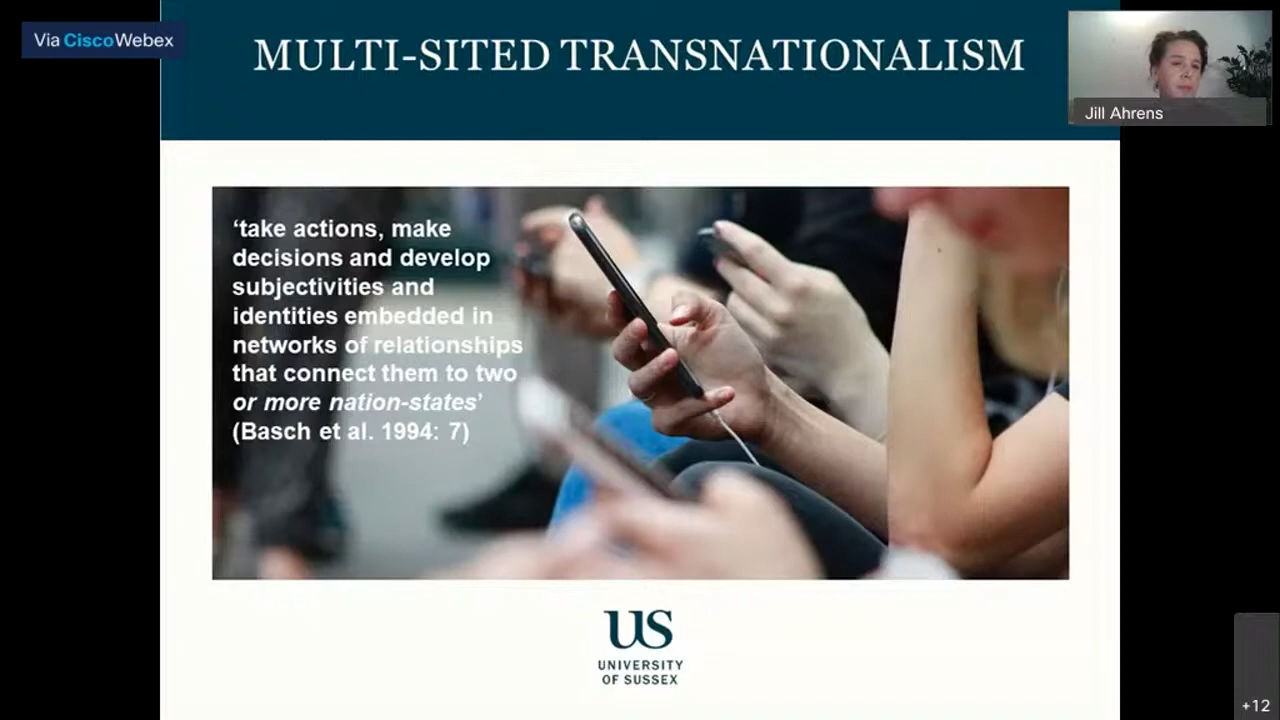 Via CiscoWebex
MULTI-SITED TRANSNATIONALISM
Jill Ahrens
‘take actions, make
decisions and develop
subjectivities and
identities embedded in
networks of relationships
that connect them to two
or more nation-states’
(Basch et al. 1994: 7)
US
UNIVERSITY
OF SUSSEX
+12